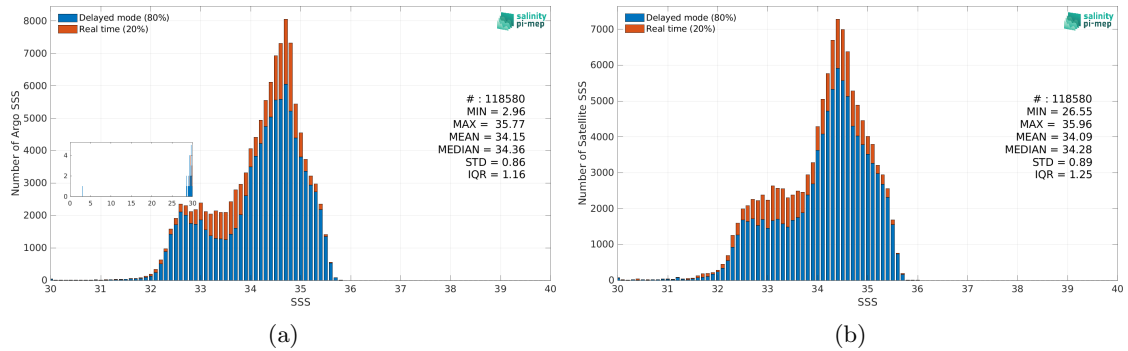 Delayed mode (80%)
Real time (20%)
salinity
pi-mep
Number of Argo SSS
8000
7000
6000
5000
4000
3000
2000
1000
0
# : 118580
MIN = 2.96
MAX = 35.77
MEAN = 34.15
MEDIAN = 34.36
STD = 0.86
IQR = 1.16
4
2
0
5 10 15 20 25 30
30 31 32 33 34 35 36 37 38 39 40
SSS
(a)
Delayed mode (80%)
Real time (20%)
salinity
pi-mep
Number of Satellite SSS
7000
6000
5000
4000
3000
2000
1000
0
# : 118580
MIN = 26.55
MAX = 35.96
MEAN = 34.09
MEDIAN = 34.28
STD = 0.89
IQR = 1.25
30 31 32 33 34 35 36 37 38 39 40
SSS
(b)